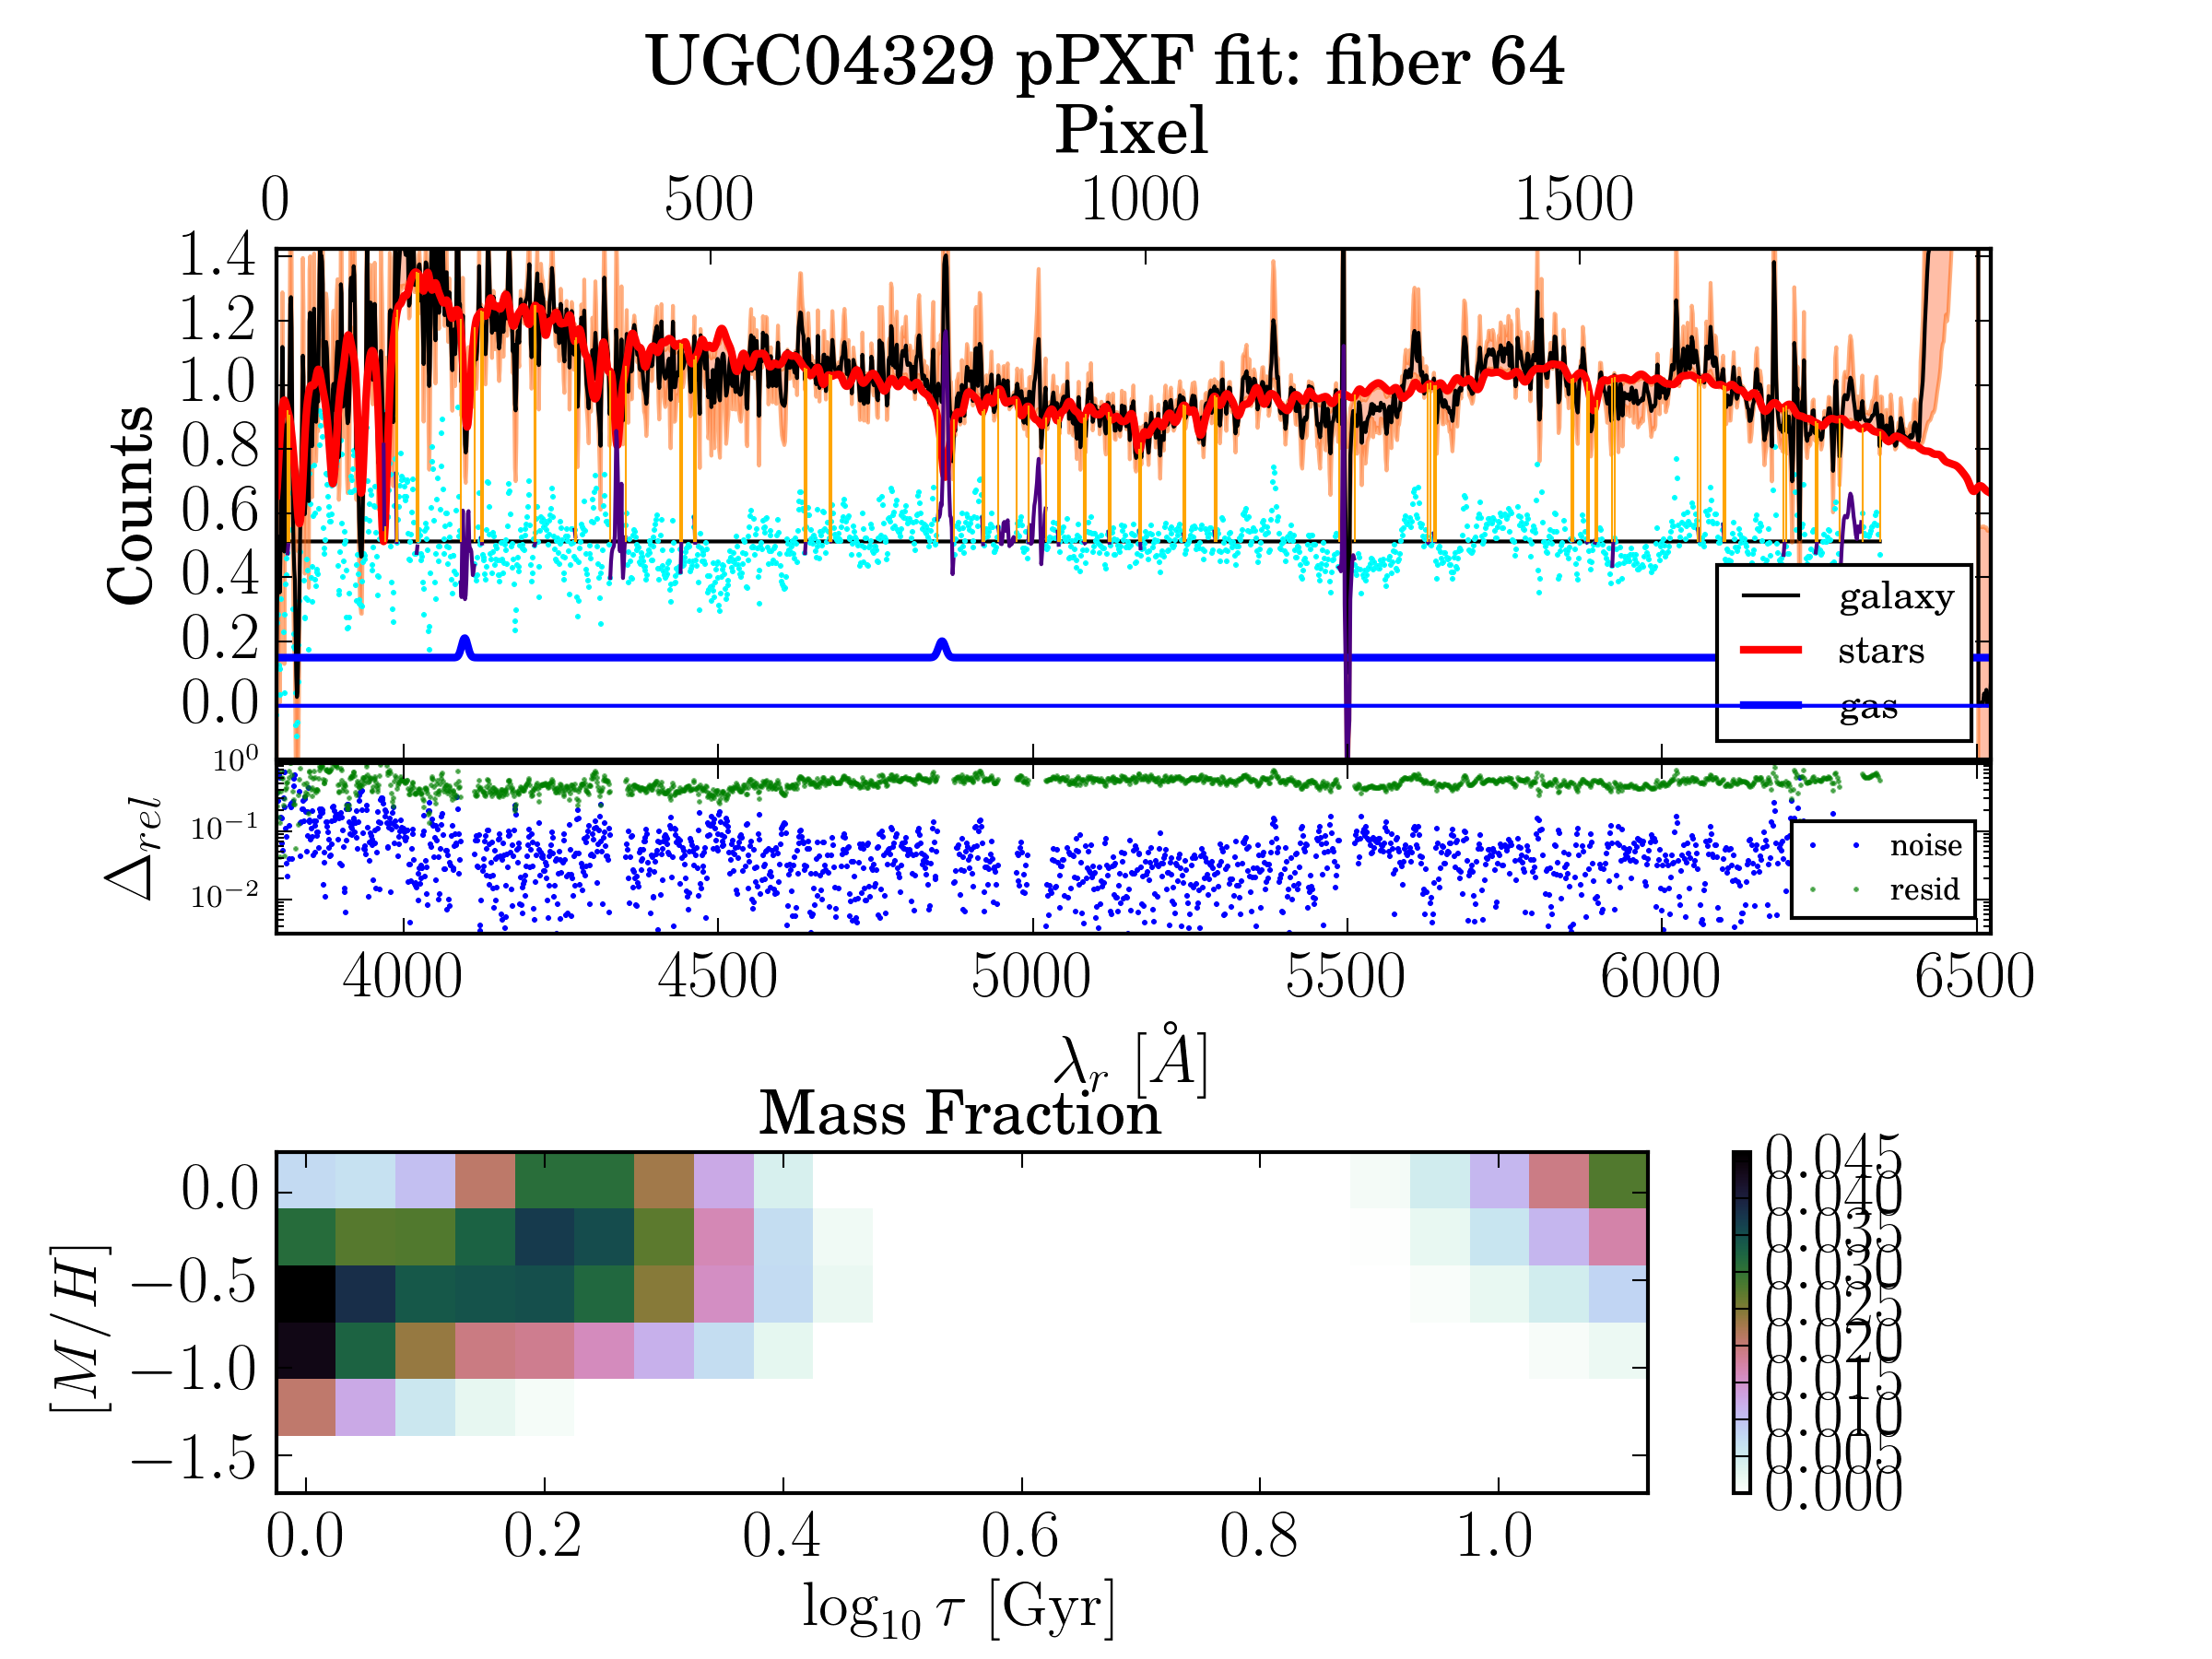 UGC04329 pPXF fit: fiber 64
Pixel
0 500 1000 1500
1.4
1.2
1.0
0.8
0.6
0.4
0.2
0.0
Counts
galaxy
stars
gas
10⁰
10⁻¹
10⁻²
Δrel
noise
resid
4000 4500 5000 5500 6000 6500
λr [Å]
Mass Fraction
0.0
−0.5
−1.0
−1.5
[M/H]
0.045
0.040
0.035
0.030
0.025
0.020
0.015
0.010
0.005
0.000
0.0 0.2 0.4 0.6 0.8 1.0
log₁₀ τ [Gyr]